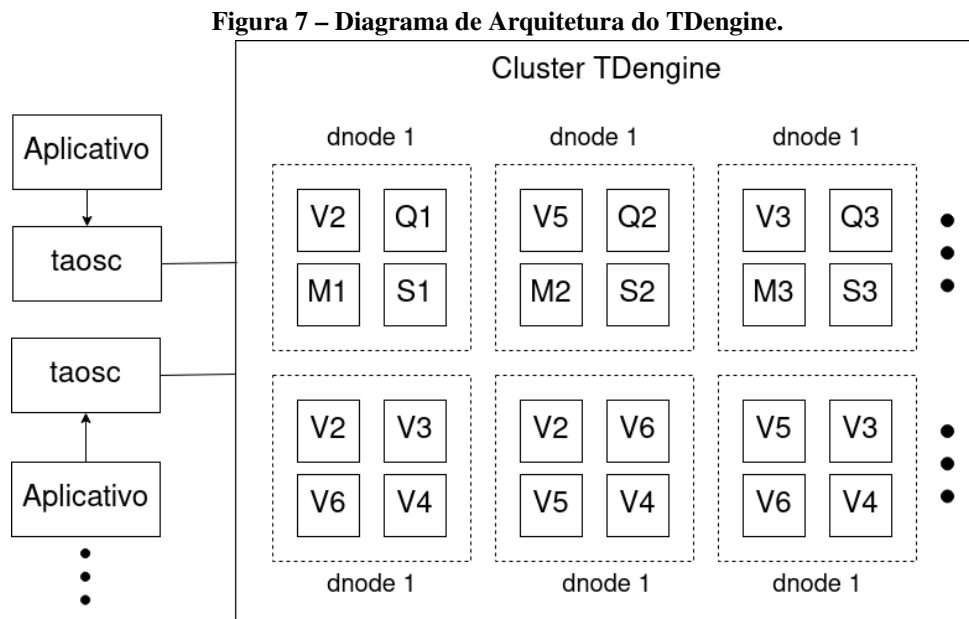 Figura 7 – Diagrama de Arquitetura do TDengine.
Cluster TDengine
Aplicativo
taosc
taosc
Aplicativo
dnode 1 dnode 1 dnode 1
V2 Q1 V5 Q2 V3 Q3
M1 S1 M2 S2 M3 S3
V2 V3 V2 V6 V5 V3
V6 V4 V5 V4 V6 V4
dnode 1 dnode 1 dnode 1